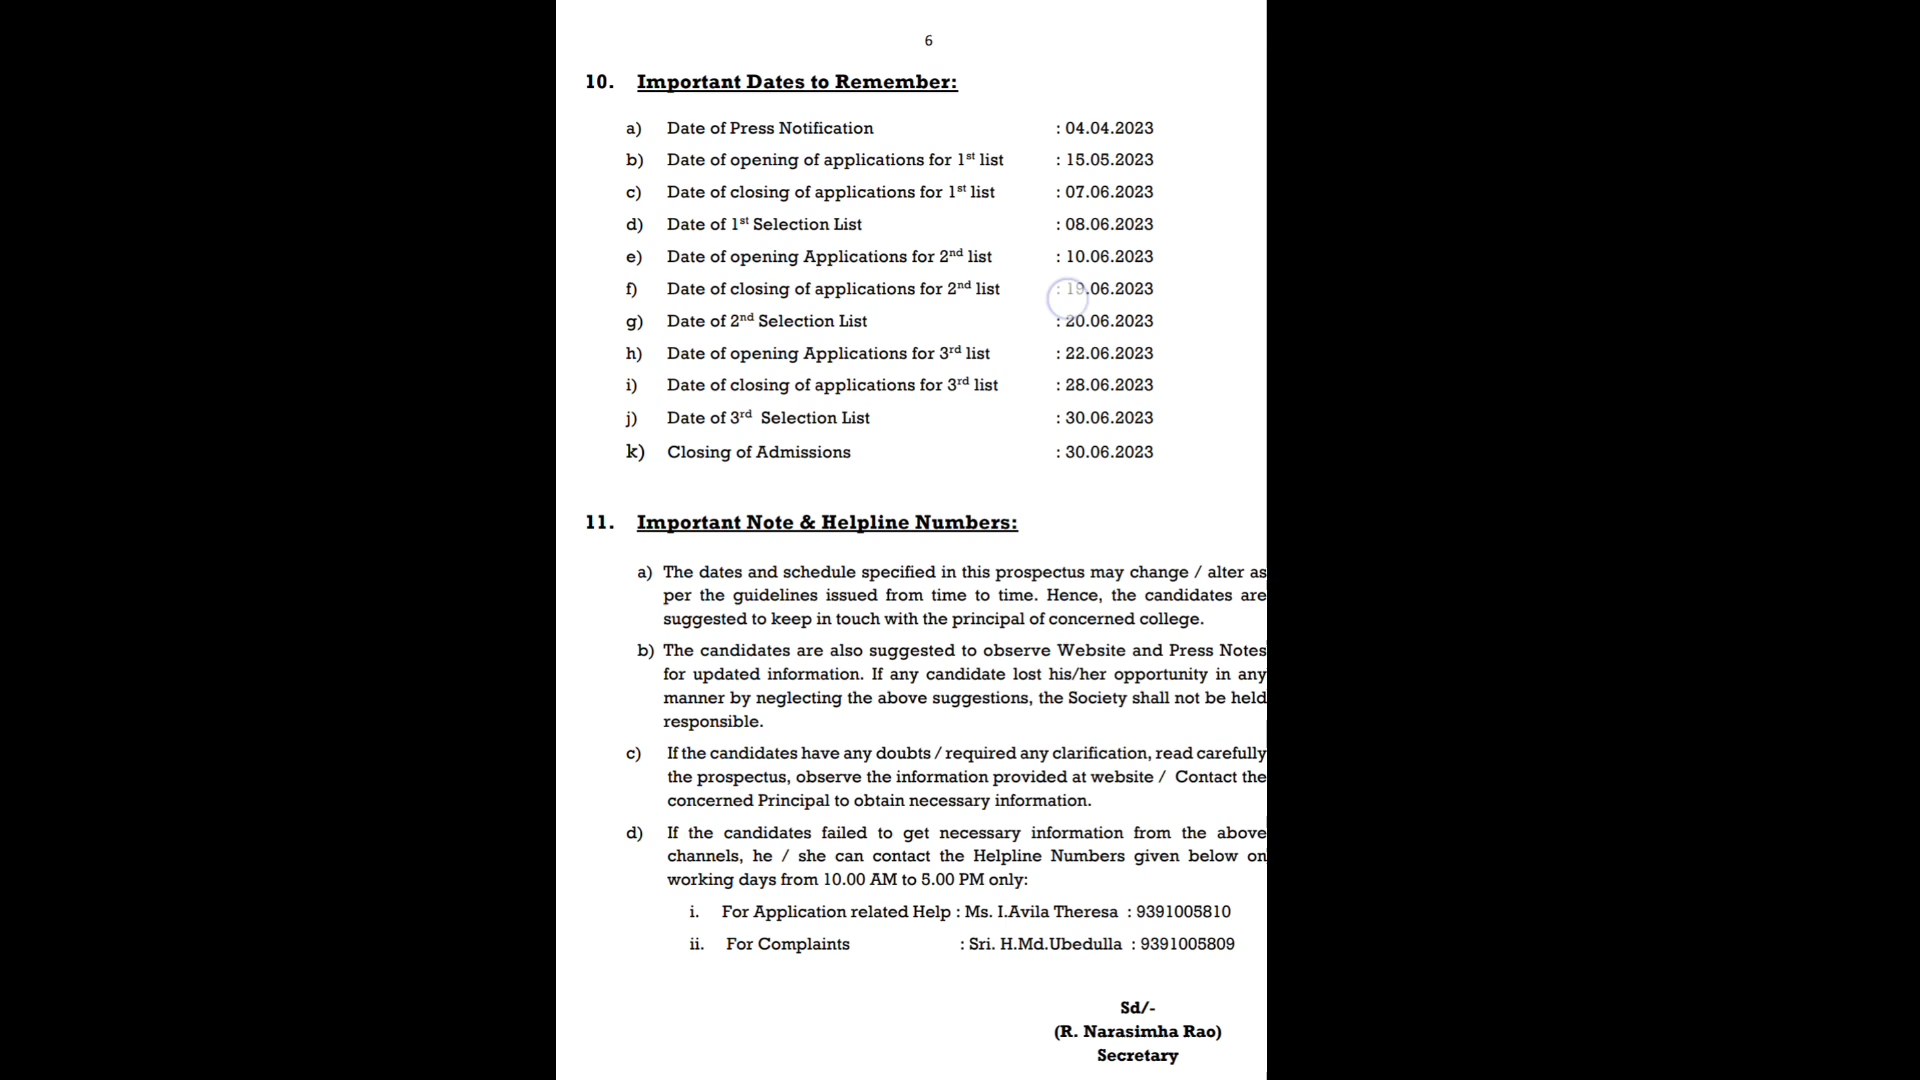 6
10. Important Dates to Remember:
a) Date of Press Notification : 04.04.2023
b) Date of opening of applications for 1st list : 15.05.2023
c) Date of closing of applications for 1st list : 07.06.2023
d) Date of 1st Selection List : 08.06.2023
e) Date of opening Applications for 2nd list : 10.06.2023
f) Date of closing of applications for 2nd list : 19.06.2023
g) Date of 2nd Selection List : 20.06.2023
h) Date of opening Applications for 3rd list : 22.06.2023
i) Date of closing of applications for 3rd list : 28.06.2023
j) Date of 3rd Selection List : 30.06.2023
k) Closing of Admissions : 30.06.2023
11. Important Note & Helpline Numbers:
a) The dates and schedule specified in this prospectus may change / alter as
per the guidelines issued from time to time. Hence, the candidates are
suggested to keep in touch with the principal of concerned college.
b) The candidates are also suggested to observe Website and Press Notes
for updated information. If any candidate lost his/her opportunity in any
manner by neglecting the above suggestions, the Society shall not be held
responsible.
c) If the candidates have any doubts / required any clarification, read carefully
the prospectus, observe the information provided at website / Contact the
concerned Principal to obtain necessary information.
d) If the candidates failed to get necessary information from the above
channels, he / she can contact the Helpline Numbers given below on
working days from 10.00 AM to 5.00 PM only:
i. For Application related Help : Ms. I.Avila Theresa : 9391005810
ii. For Complaints : Sri. H.Md.Ubedulla : 9391005809
Sd/-
(R. Narasimha Rao)
Secretary